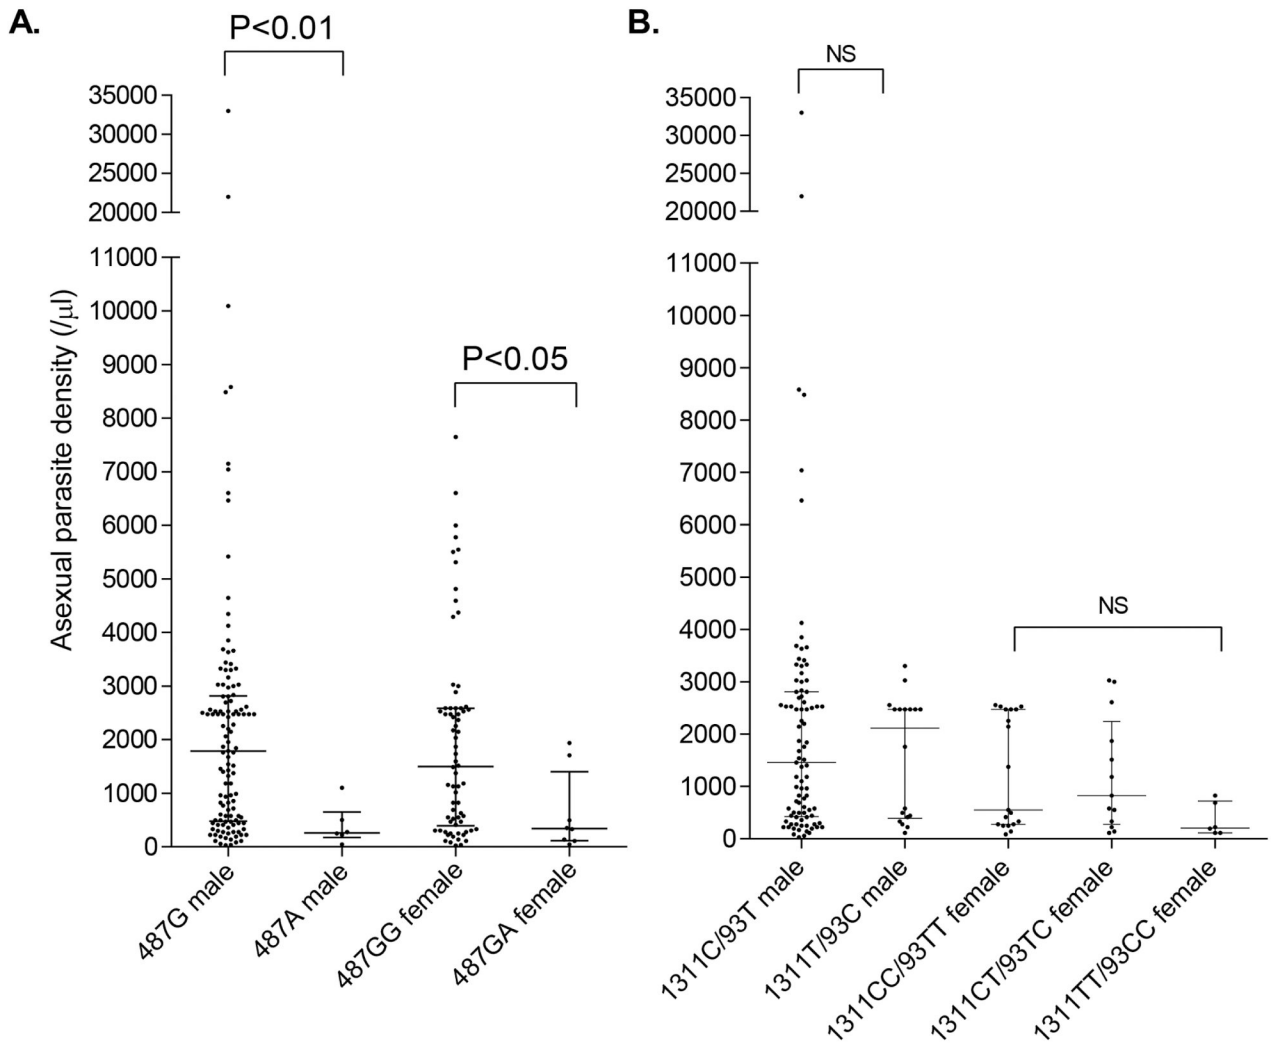 A.
P<0.01
35000
30000
25000
20000
11000
10000
9000
8000
7000
6000
5000
4000
3000
2000
1000
0
Asexual parasite density (/µl)
P<0.05
487G male
487A male
487GG female
487GA female
B.
NS
35000
30000
25000
20000
11000
10000
9000
8000
7000
6000
5000
4000
3000
2000
1000
0
NS
1311C/93T male
1311T/93C male
1311CC/93TT female
1311CT/93TC female
1311TT/93CC female